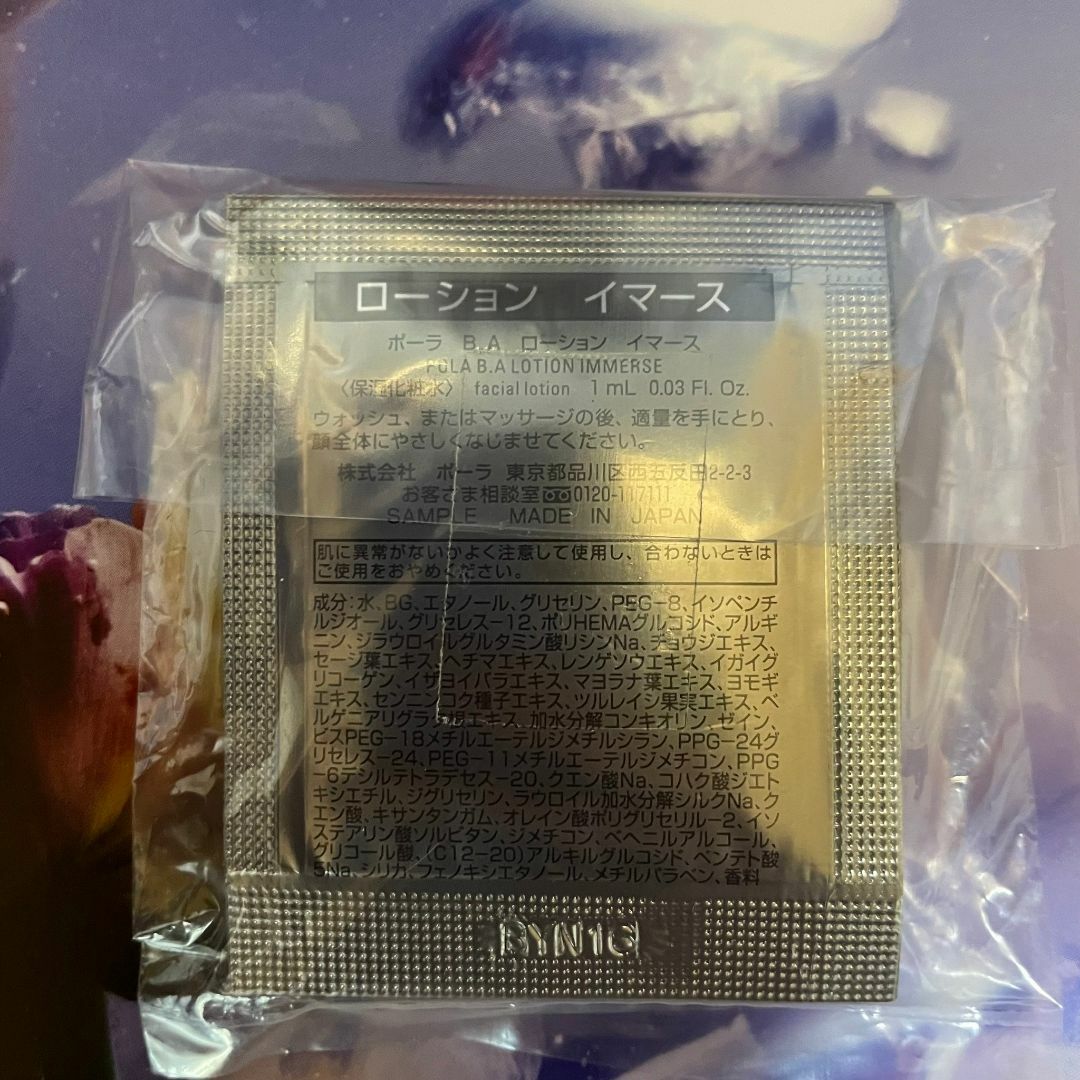 ローション イマース
ポーラ B.A ローション イマース
POLA B.A LOTION IMMERSE
〈保湿化粧水〉 facial lotion 1 mL 0.03 Fl. Oz.
ウォッシュ、またはマッサージの後、適量を手にとり、
顔全体にやさしくなじませてください。
株式会社 ポーラ 東京都品川区西五反田2-2-3
お客さま相談室 0120-117111
SAMPLE MADE IN JAPAN
肌に異常がないかよく注意して使用し、合わないときは
ご使用をおやめください。
成分:水、BG、エタノール、グリセリン、PEG-8、イソペンチ
ルジオール、グリセレス-12、ポリHEMAグルコシド、アルギ
ニン、ジラウロイルグルタミン酸リシンNa、チョウジエキス、
セージ葉エキス、ヘチマエキス、レンゲソウエキス、イガイグ
リコーゲン、イザヨイバラエキス、マヨラナ葉エキス、ヨモギ
エキス、センニンコク種子エキス、ツルレイシ果実エキス、ベ
ルゲニアリグラタ根エキス、加水分解コンキオリン、ゼイン、
ビスPEG-18メチルエーテルジメチルシラン、PPG-24グ
リセレス-24、PEG-11メチルエーテルジメチコン、PPG
-6デシルテトラデセス-20、クエン酸Na、コハク酸ジエト
キシエチル、ジグリセリン、ラウロイル加水分解シルクNa、ク
エン酸、キサンタンガム、オレイン酸ポリグリセリル-2、イソ
ステアリン酸ソルビタン、ジメチコン、ベヘニルアルコール、
グリコール酸、(C12-20)アルキルグルコシド、ペンテト酸
5Na、シリカ、フェノキシエタノール、メチルパラベン、香料